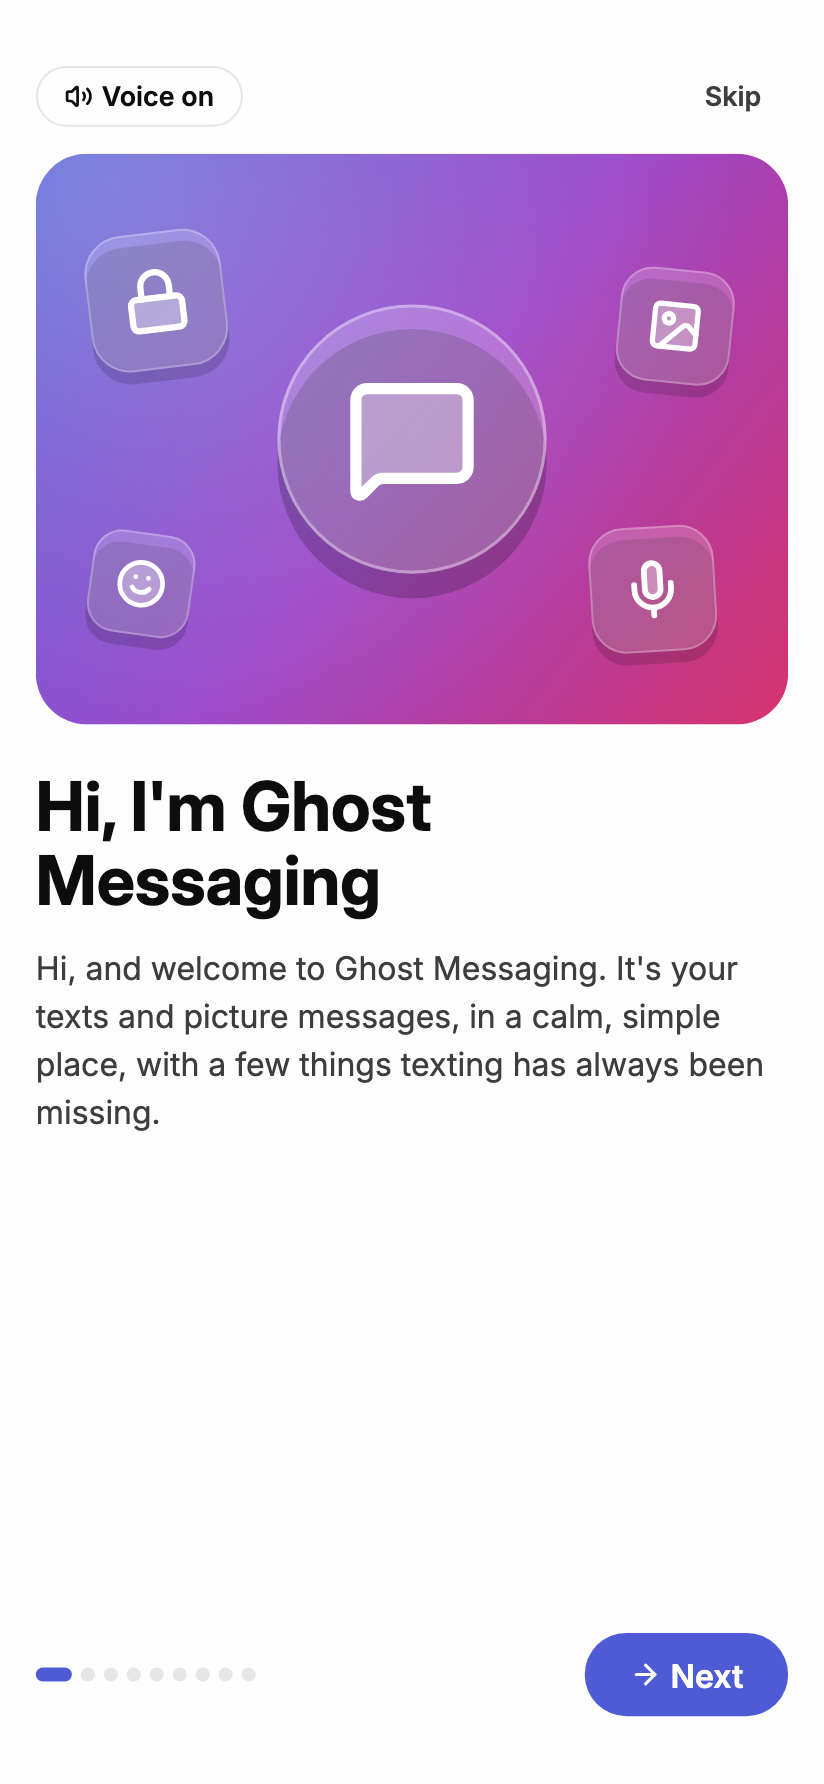 Voice on
Skip
Hi, I'm Ghost
Messaging
Hi, and welcome to Ghost Messaging. It's your
texts and picture messages, in a calm, simple
place, with a few things texting has always been
missing.
Next